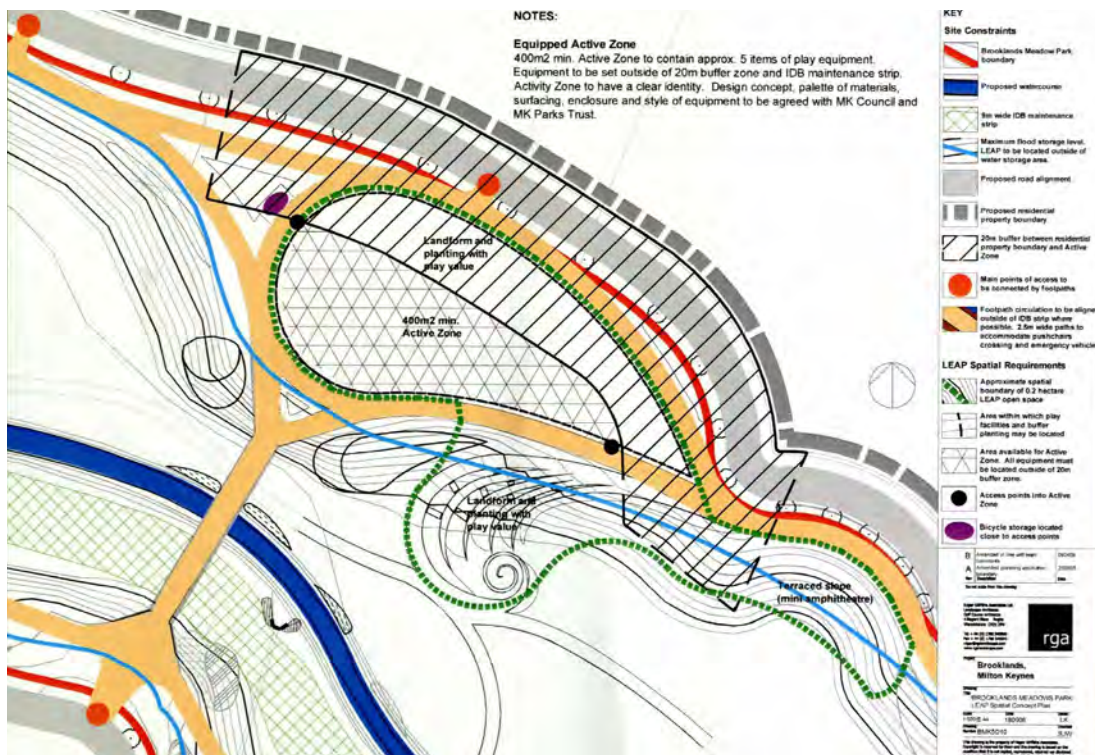 NOTES:
Equipped Active Zone
400m2 min. Active Zone to contain approx. 5 items of play equipment.
Equipment to be set outside of 20m buffer zone and IDB maintenance strip.
Activity Zone to have a clear identity. Design concept, palette of materials,
surfacing, enclosure and style of equipment to be agreed with MK Council and
MK Parks Trust.
Landform and
planting with
play value
400m2 min.
Active Zone
Landform and
planting with
play value
Terraced slope
(mini amphitheatre)
KEY
Site Constraints
Brooklands Meadow Park
boundary
Proposed watercourse
9m wide IDB maintenance
strip
Maximum flood storage level.
LEAP to be located outside of
water storage area.
Proposed road alignment
Proposed residential
property boundary
20m buffer between residential
property boundary and Active
Zone
Main points of access to
be connected by footpaths
Footpath circulation to be aligne
outside of IDB strip where
possible. 2.5m wide paths to
accommodate pushchairs
crossing and emergency vehicle
LEAP Spatial Requirements
Approximate spatial
boundary of 0.2 hectare
LEAP open space
Area within which play
facilities and buffer
planting may be located
Area available for Active
Zone. All equipment must
be located outside of 20m
buffer zone.
Access points into Active
Zone
Bicycle storage located
close to access points
B
A
rga
Brooklands,
Milton Keynes
BROOKLANDS MEADOWS PARK
LEAP Spatial Concept Plan